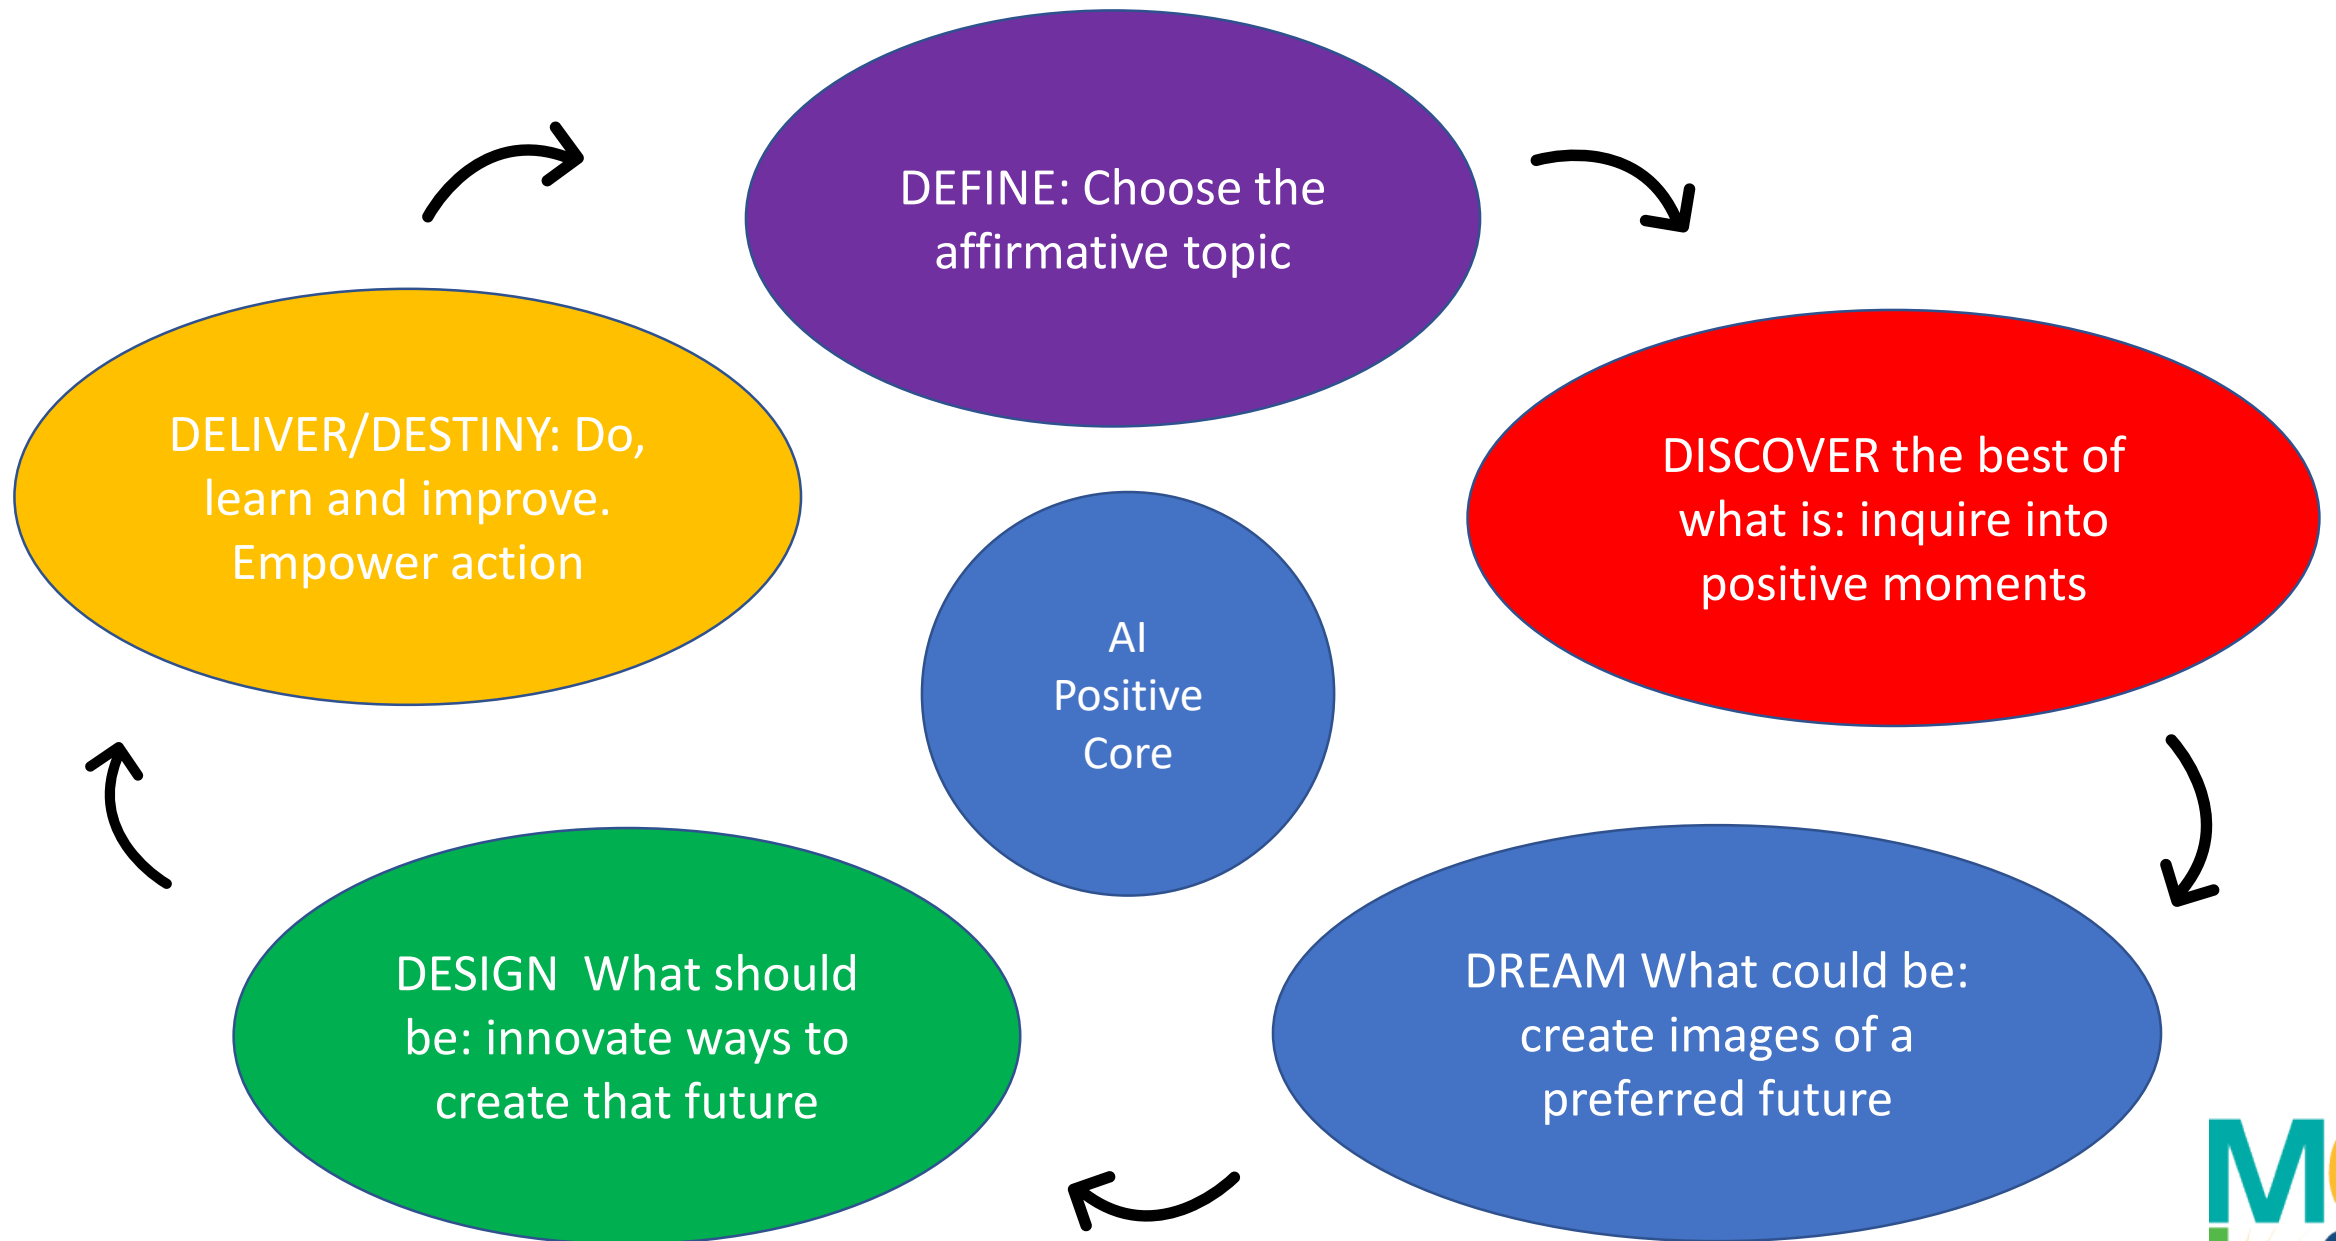 DEFINE: Choose the
affirmative topic
DISCOVER the best of
what is: inquire into
positive moments
DREAM What could be:
create images of a
preferred future
DESIGN  What should
be: innovate ways to
create that future
DELIVER/DESTINY: Do,
learn and improve.
Empower action
AI
Positive
Core
M